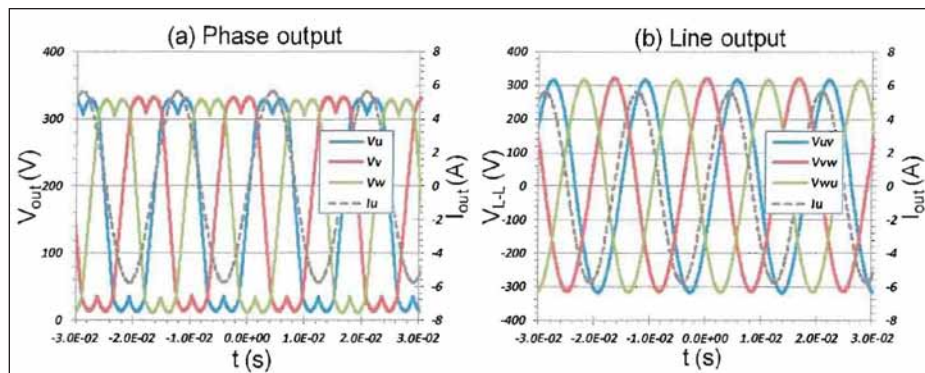 (a) Phase output
400
300
200
100
0
V_out (V)
8
6
4
2
0
-2
-4
-6
-8
I_out (A)
Vu
Vv
Vw
Iu
-3.0E-02 -2.0E-02 -1.0E-02 0.0E+00 1.0E-02 2.0E-02 3.0E-02
t (s)
(b) Line output
400
300
200
100
0
-100
-200
-300
-400
V_L-L (V)
8
6
4
2
0
-2
-4
-6
-8
I_out (A)
Vuv
Vvw
Vwu
Iu
-3.0E-02 -2.0E-02 -1.0E-02 0.0E+00 1.0E-02 2.0E-02 3.0E-02
t (s)